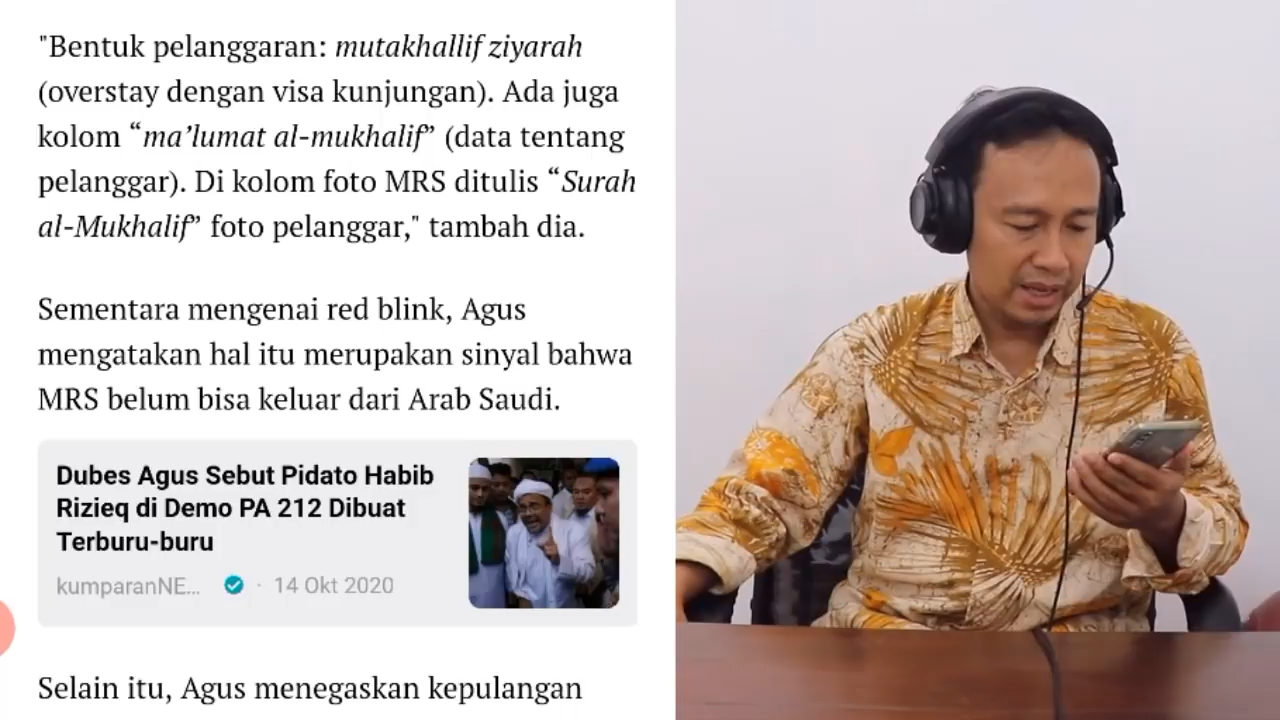 "Bentuk pelanggaran: mutakhallif ziyarah
(overstay dengan visa kunjungan). Ada juga
kolom “ma’lumat al-mukhalif” (data tentang
pelanggar). Di kolom foto MRS ditulis “Surah
al-Mukhalif” foto pelanggar," tambah dia.
Sementara mengenai red blink, Agus
mengatakan hal itu merupakan sinyal bahwa
MRS belum bisa keluar dari Arab Saudi.
Dubes Agus Sebut Pidato Habib
Rizieq di Demo PA 212 Dibuat
Terburu-buru
kumparanNE... · 14 Okt 2020
Selain itu, Agus menegaskan kepulangan